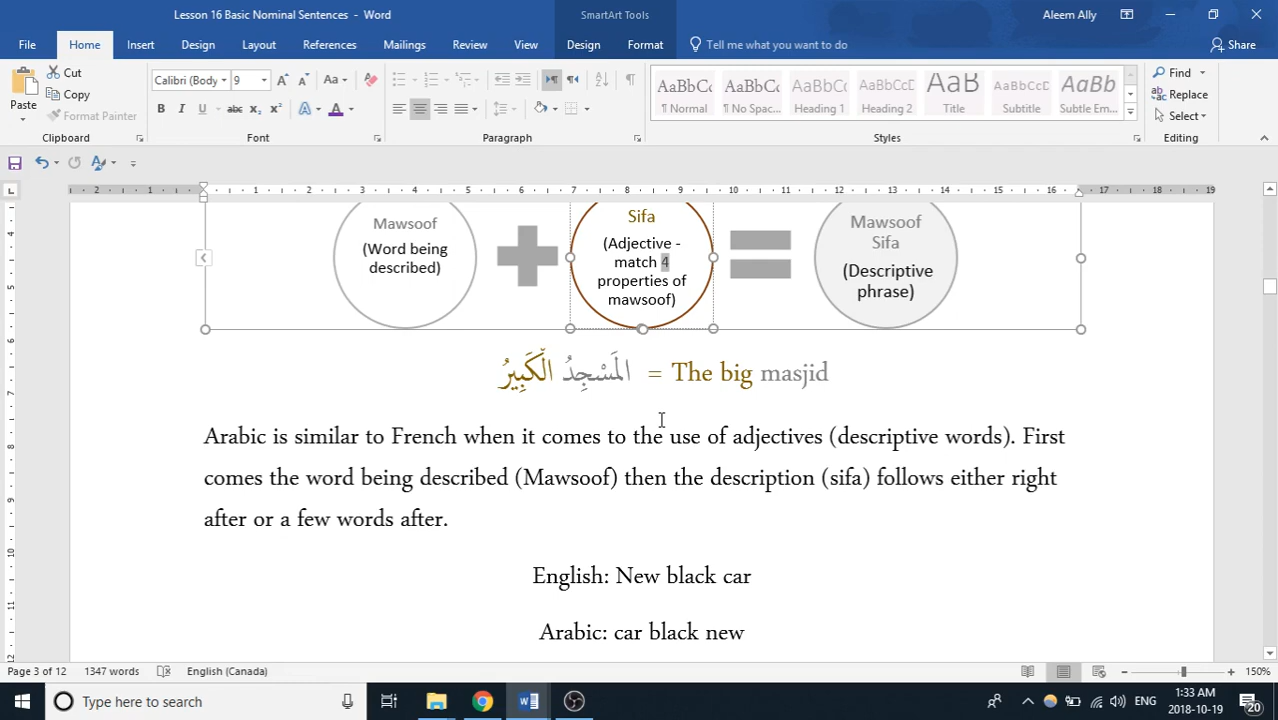 Lesson 16 Basic Nominal Sentences - Word
SmartArt Tools
Aleem Ally
File Home Insert Design Layout References Mailings Review View Design Format Tell me what you want to do Share
Cut
Copy
Format Painter
Paste
Clipboard
Calibri (Body 9
Font
Paragraph
AaBbCc AaBbCc AaBbC AaBbC AaB AaBbCc AaBb
¶ Normal ¶ No Spac... Heading 1 Heading 2 Title Subtitle Subtle Em...
Styles
Find
Replace
Select
Editing
Mawsoof
(Word being
described)
Sifa
(Adjective -
match 4
properties of
mawsoof)
Mawsoof
Sifa
(Descriptive
phrase)
المَسْجِدُ الْكَبِيرُ = The big masjid
Arabic is similar to French when it comes to the use of adjectives (descriptive words). First
comes the word being described (Mawsoof) then the description (sifa) follows either right
after or a few words after.
English: New black car
Arabic: car black new
Page 3 of 12 1347 words English (Canada) 150%
Type here to search
ENG
1:33 AM
2018-10-19
20